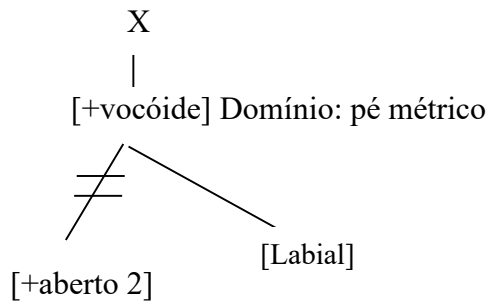 X
[+vocóide] Domínio: pé métrico
[Labial]
[+aberto 2]